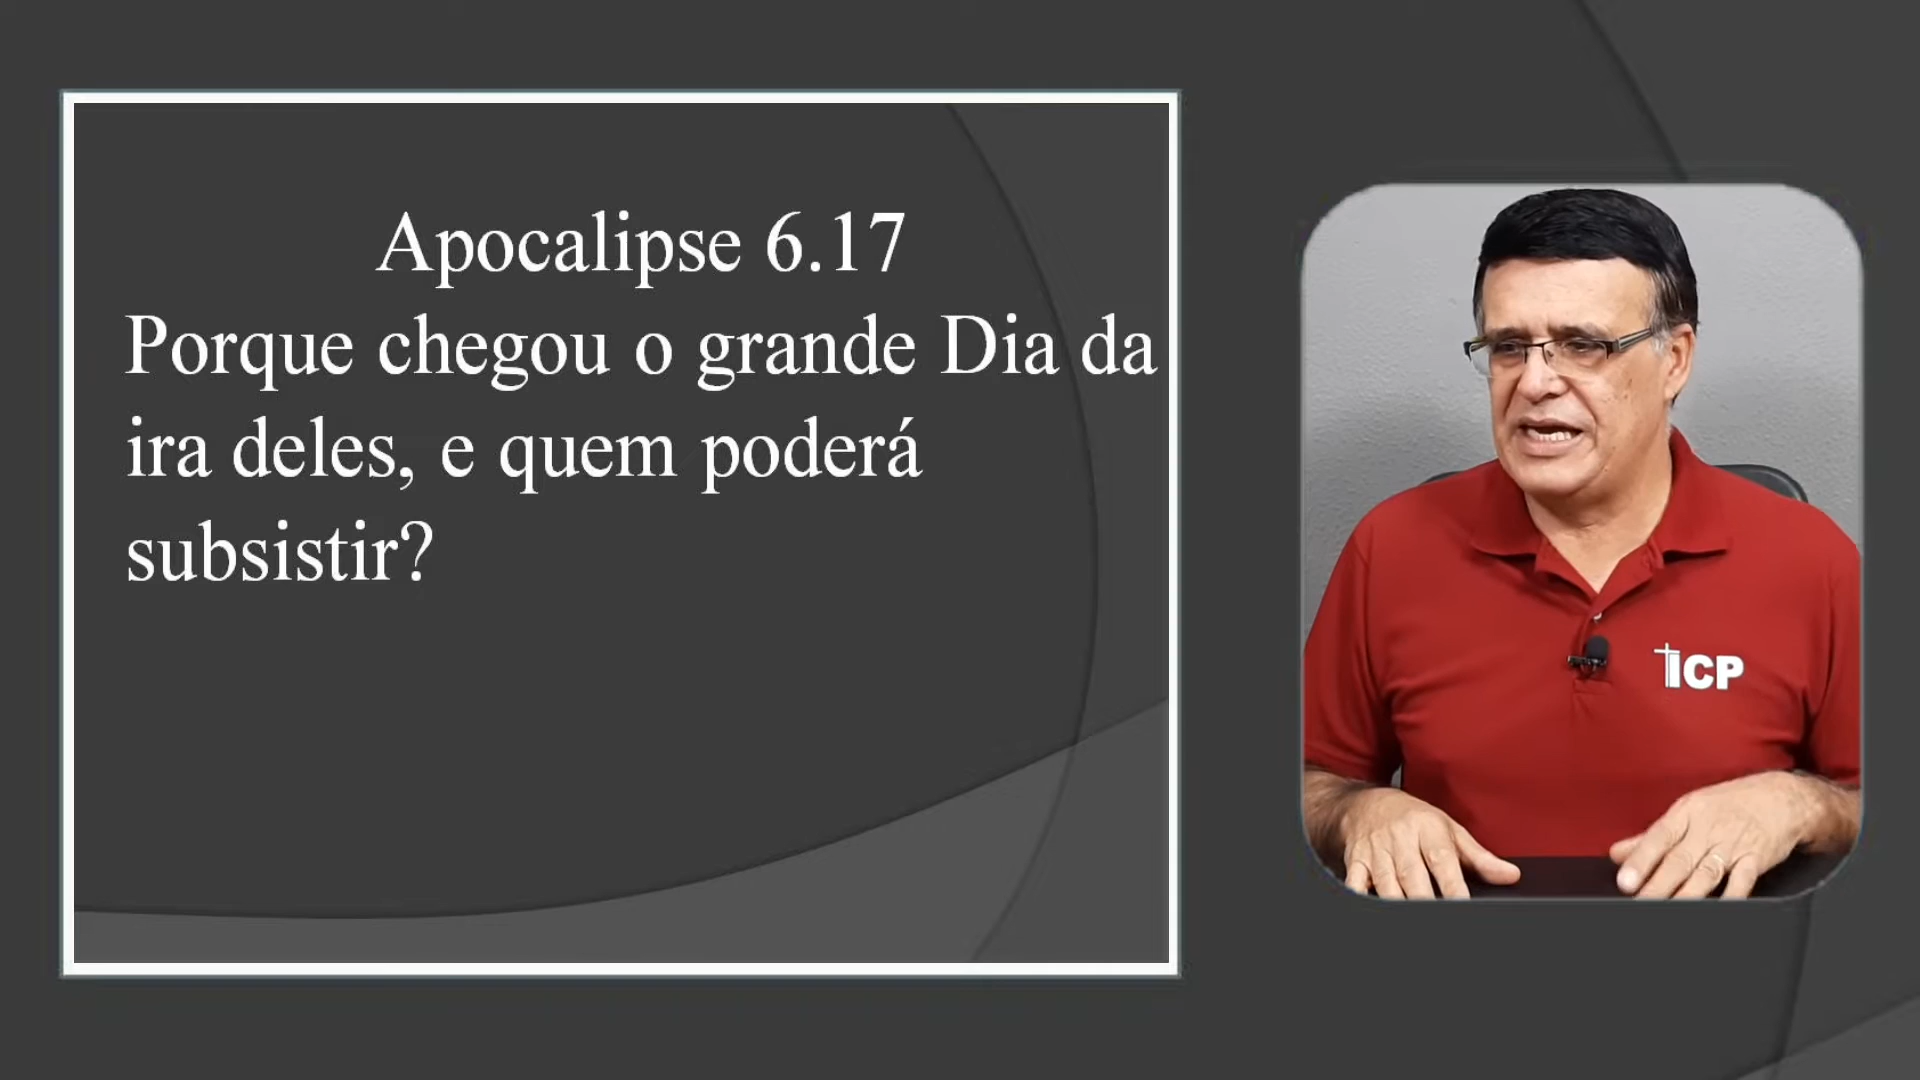 Apocalipse 6.17
Porque chegou o grande Dia da
ira deles, e quem poderá
subsistir?
ICP